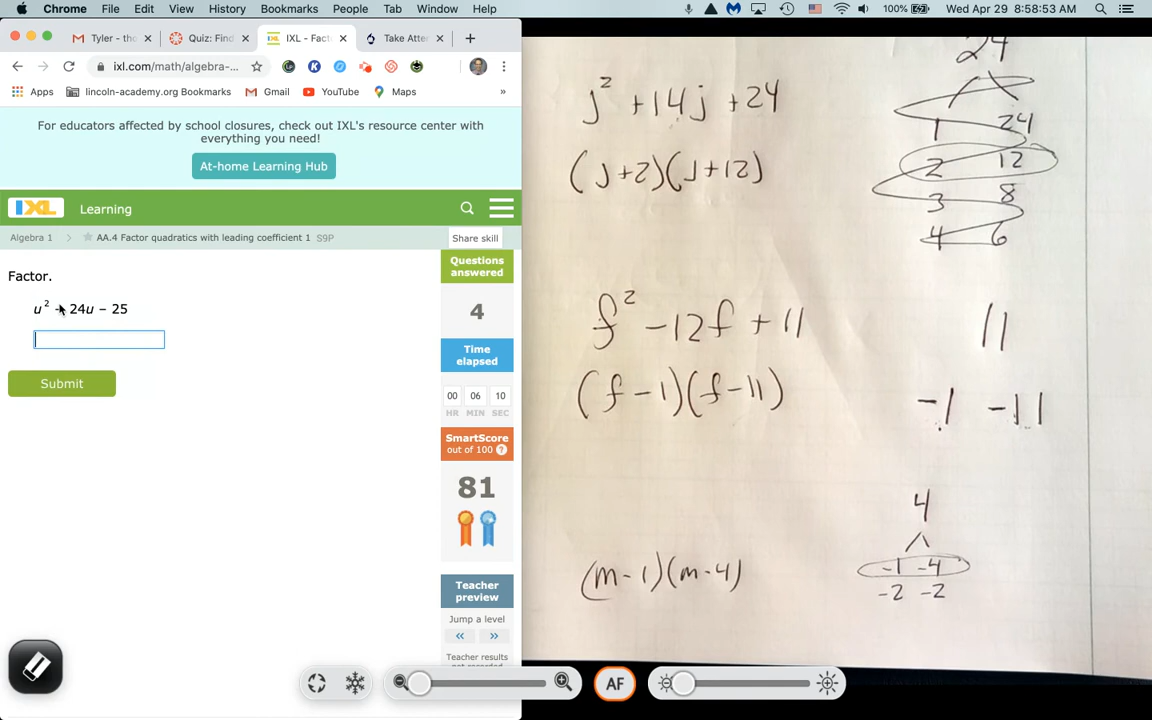 Chrome File Edit View History Bookmarks People Tab Window Help 100% Wed Apr 29 8:58:53 AM
Tyler - tho Quiz: Find IXL - Fact Take Atte
ixl.com/math/algebra-...
Apps lincoln-academy.org Bookmarks Gmail YouTube Maps »
For educators affected by school closures, check out IXL's resource center with
everything you need!
At-home Learning Hub
IXL Learning
Algebra 1 AA.4 Factor quadratics with leading coefficient 1 S9P
Share skill
Factor.
24u − 25
Submit
Questions
answered
4
Time
elapsed
00 06 10
HR MIN SEC
SmartScore
out of 100 ?
81
Teacher
preview
Jump a level
« »
Teacher results
AF
24
j² + 14j + 24
1 24
(j+2)(j+12)
2 12
3 8
4 6
f² - 12f + 11
11
(f-1)(f-11)
-1 -11
4
(m-1)(m-4)
-1 -4
-2 -2